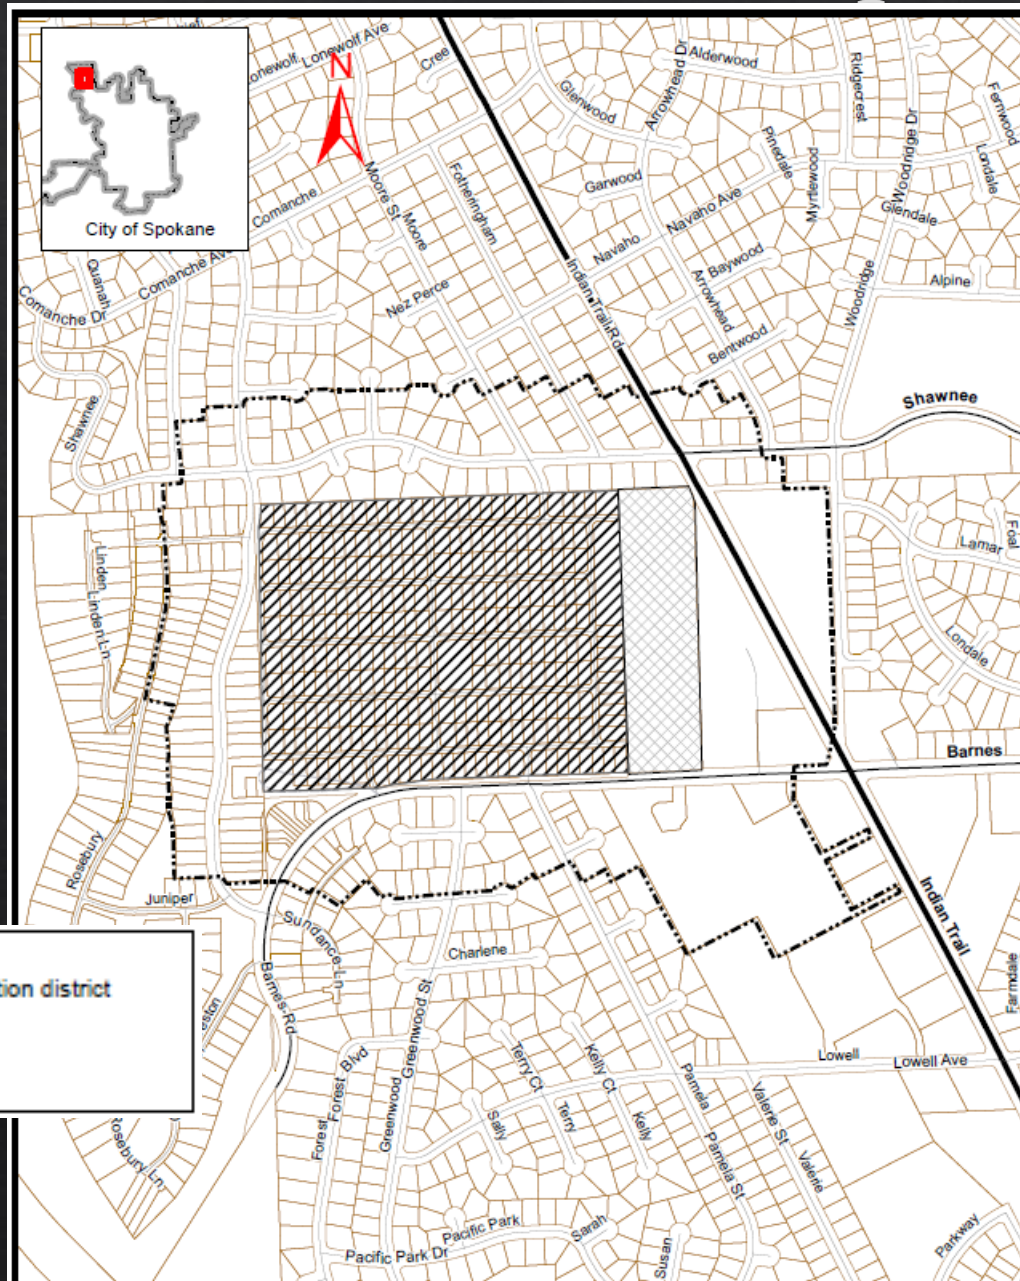 Lonewolf Ave
Lonewolf
Cree
N
Alderwood
Arrowhead Dr
Ridgecrest
Glenwood
Fernwood
Woodridge Dr
Pinedale
Londale
Myrtlewood
Garwood
Moore St
Fotheringham
Comanche
Navaho Ave
Glendale
City of Spokane
Moore
Navaho
Baywood
Quanah
Comanche Ave
Indian Trail Rd
Arrowhead
Woodridge
Alpine
Nez Perce
Comanche Dr
Bentwood
Shawnee
Shawnee
Foal
Lamar
Linden
Linden Ln
Londale
Barnes
Rosebury
Juniper
Indian Trail
Sundance Ln
Charlene
tion district
Barnes Rd
Farmdale
eston
Greenwood St
Forest Blvd
Terry Ct
Kelly Ct
Lowell
Lowell Ave
Pamela
Valerie St
Forest
Greenwood
Sally
Terry
Kelly
Rosebury Ln
Pamela St
Valerie
Pacific Park
Sarah
Pacific Park Dr
Susan
Parkway